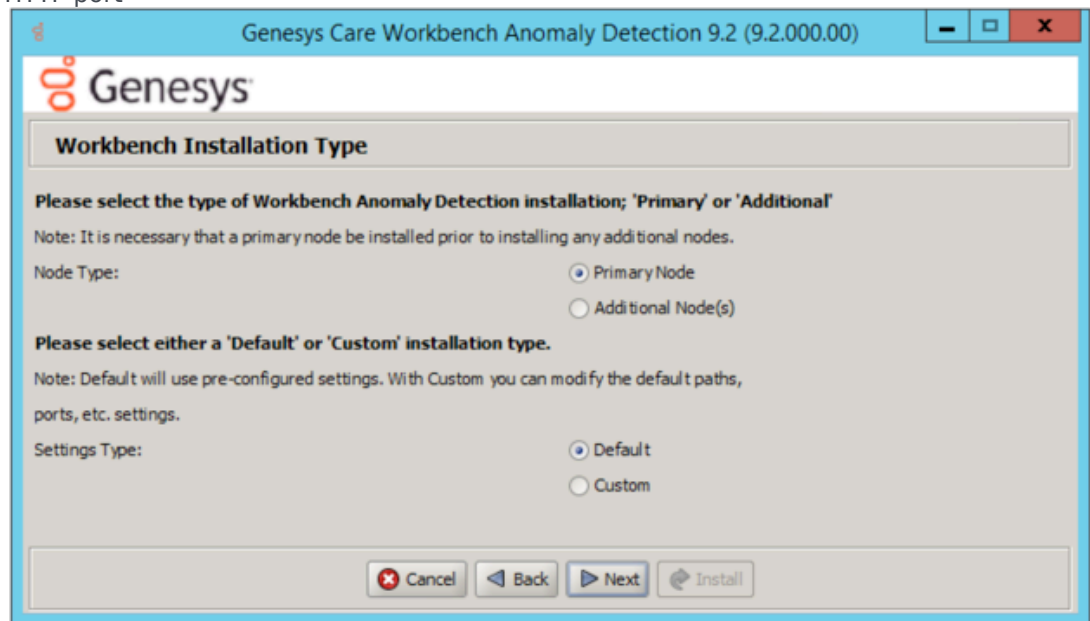 Genesys Care Workbench Anomaly Detection 9.2 (9.2.000.00)
Genesys
Workbench Installation Type
Please select the type of Workbench Anomaly Detection installation; 'Primary' or 'Additional'
Note: It is necessary that a primary node be installed prior to installing any additional nodes.
Node Type:
Primary Node
Additional Node(s)
Please select either a 'Default' or 'Custom' installation type.
Note: Default will use pre-configured settings. With Custom you can modify the default paths,
ports, etc. settings.
Settings Type:
Default
Custom
Cancel Back Next Install